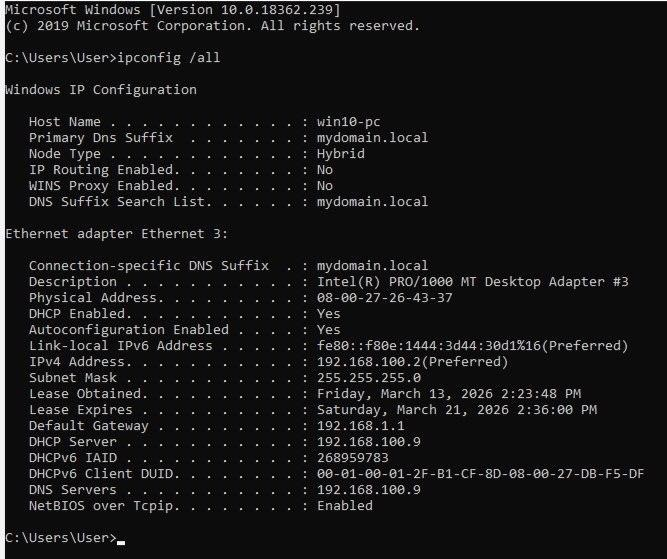 Microsoft Windows [Version 10.0.18362.239]
(c) 2019 Microsoft Corporation. All rights reserved.
C:\Users\User>ipconfig /all
Windows IP Configuration
Host Name . . . . . . . . . . . . : win10-pc
Primary Dns Suffix  . . . . . . . : mydomain.local
Node Type . . . . . . . . . . . . : Hybrid
IP Routing Enabled. . . . . . . . : No
WINS Proxy Enabled. . . . . . . . : No
DNS Suffix Search List. . . . . . : mydomain.local
Ethernet adapter Ethernet 3:
Connection-specific DNS Suffix  . : mydomain.local
Description . . . . . . . . . . . : Intel(R) PRO/1000 MT Desktop Adapter #3
Physical Address. . . . . . . . . : 08-00-27-26-43-37
DHCP Enabled. . . . . . . . . . . : Yes
Autoconfiguration Enabled . . . . : Yes
Link-local IPv6 Address . . . . . : fe80::f80e:1444:3d44:30d1%16(Preferred)
IPv4 Address. . . . . . . . . . . : 192.168.100.2(Preferred)
Subnet Mask . . . . . . . . . . . : 255.255.255.0
Lease Obtained. . . . . . . . . . : Friday, March 13, 2026 2:23:48 PM
Lease Expires . . . . . . . . . . : Saturday, March 21, 2026 2:36:00 PM
Default Gateway . . . . . . . . . : 192.168.1.1
DHCP Server . . . . . . . . . . . : 192.168.100.9
DHCPv6 IAID . . . . . . . . . . . : 268959783
DHCPv6 Client DUID. . . . . . . . : 00-01-00-01-2F-B1-CF-8D-08-00-27-DB-F5-DF
DNS Servers . . . . . . . . . . . : 192.168.100.9
NetBIOS over Tcpip. . . . . . . . : Enabled
C:\Users\User>